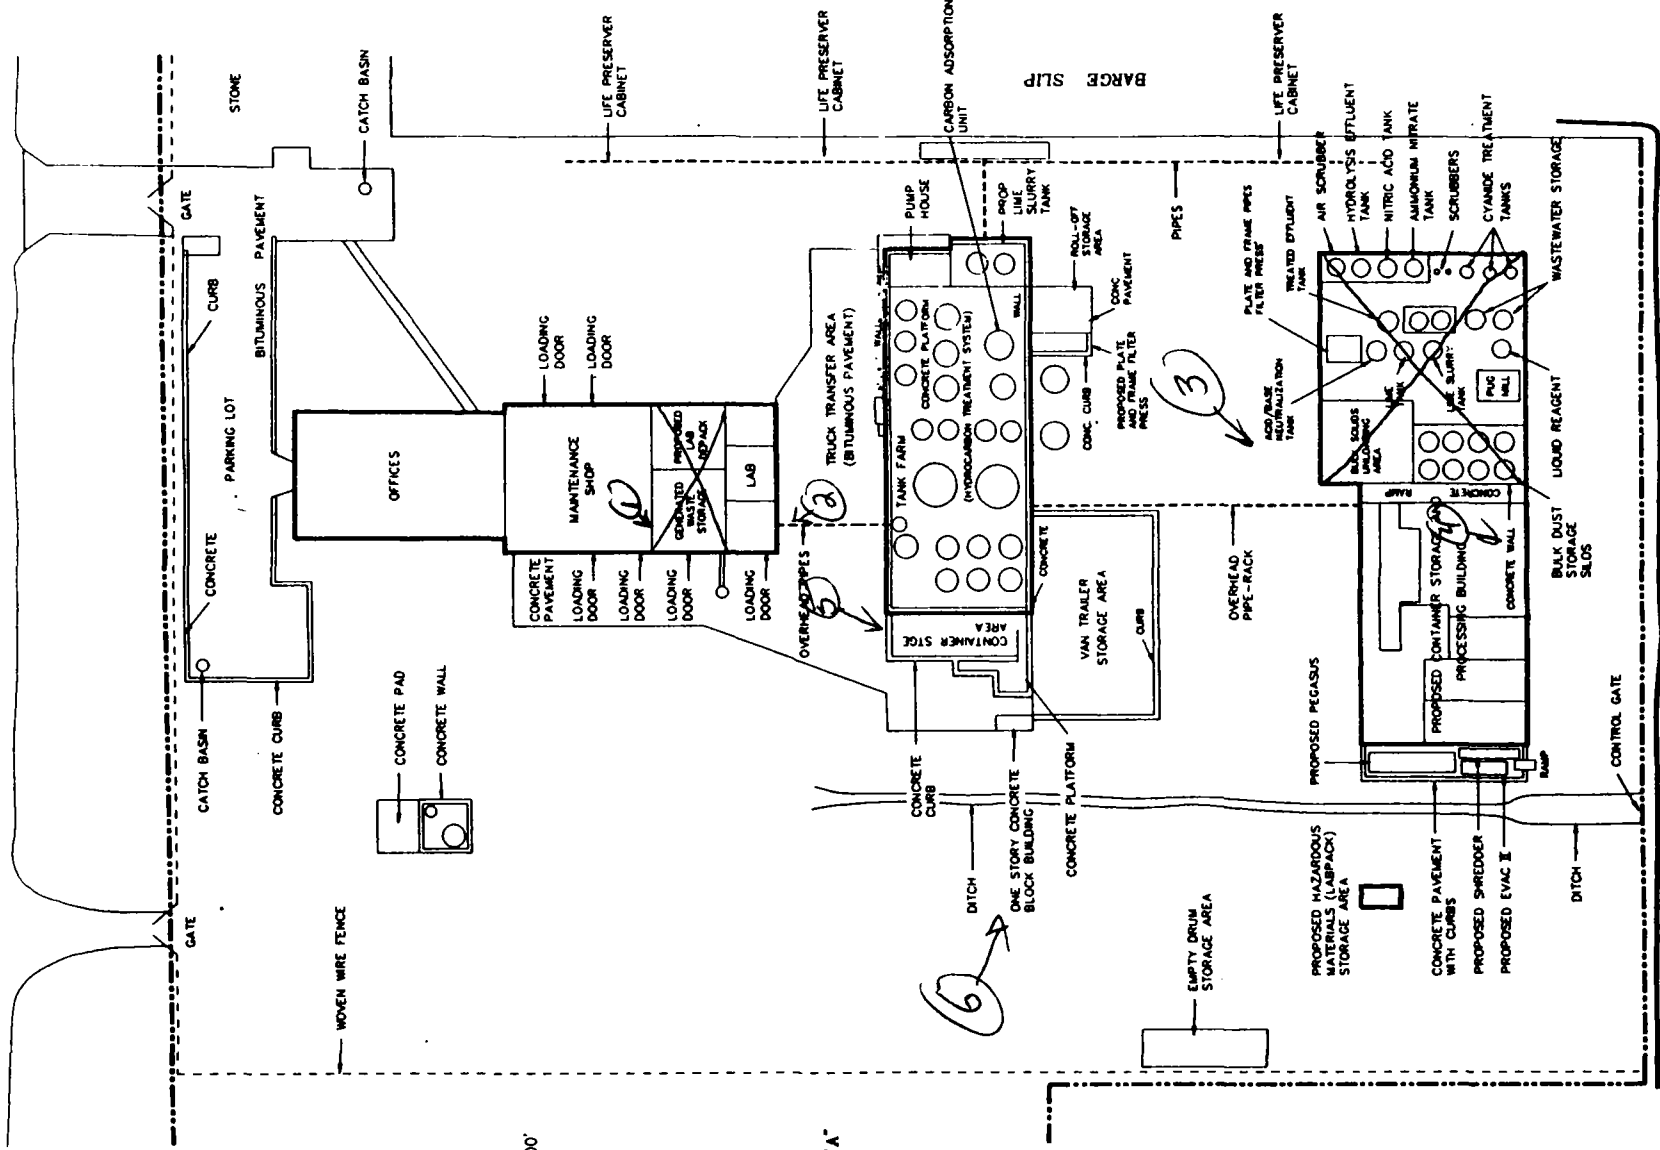 STONE
CATCH BASIN
GATE
CURB
BITUMINOUS PAVEMENT
PARKING LOT
CONCRETE
CATCH BASIN
CONCRETE CURB
CONCRETE PAD
CONCRETE WALL
GATE
WOVEN WIRE FENCE
OFFICES
MAINTENANCE
SHOP
PROPOSED
LAB
DEPACK
GENERATED
WASTE
STORAGE
LAB
1
LOADING
DOOR
LOADING
DOOR
CONCRETE
PAVEMENT
LOADING
DOOR
LOADING
DOOR
LOADING
DOOR
LOADING
DOOR
LIFE PRESERVER
CABINET
LIFE PRESERVER
CABINET
CARBON ADSORPTION
UNIT
BARGE SLIP
LIFE PRESERVER
CABINET
TRUCK TRANSFER AREA
(BITUMINOUS PAVEMENT)
OVERHEAD PIPES
2
5
WALL
PUMP
HOUSE
PROP
LIME
SLURRY
TANK
ROLL-OFF
STORAGE
AREA
PIPES
TANK FARM
CONCRETE PLATFORM
(HYDROCARBON TREATMENT SYSTEM)
WALL
CONC
PAVEMENT
PROPOSED PLATE
AND FRAME FILTER
PRESS
CONC. CURB
CONTAINER STGE
AREA
CONCRETE
VAN TRAILER
STORAGE AREA
CURB
CONCRETE
CURB
DITCH
ONE STORY CONCRETE
BLOCK BUILDING
CONCRETE PLATFORM
6
EMPTY DRUM
STORAGE AREA
OVERHEAD
PIPE-RACK
3
AIR SCRUBBER
HYDROLYSIS EFFLUENT
TANK
NITRIC ACID TANK
AMMONIUM NITRATE
TANK
SCRUBBERS
CYANIDE TREATMENT
TANKS
WASTEWATER STORAGE
PLATE AND FRAME PIPES
FILTER PRESS
TREATED EFFLUENT
TANK
ACID/BASE
NEUTRALIZATION
TANK
LIME
TANK
LIME SLURRY
TANK
PUG
MILL
BULK SOLIDS
UNLOADING
AREA
LIQUID REAGENT
BULK DUST
STORAGE
SILOS
CONCRETE
RAMP
CONCRETE WALL
4
PROPOSED CONTAINER STORAGE AND
PROCESSING BUILDING
PROPOSED PEGASUS
RAMP
CONTROL GATE
PROPOSED HAZARDOUS
MATERIALS (LABPACK)
STORAGE AREA
CONCRETE PAVEMENT
WITH CURBS
PROPOSED SHREDDER
PROPOSED EVAC II
DITCH
00'
A"